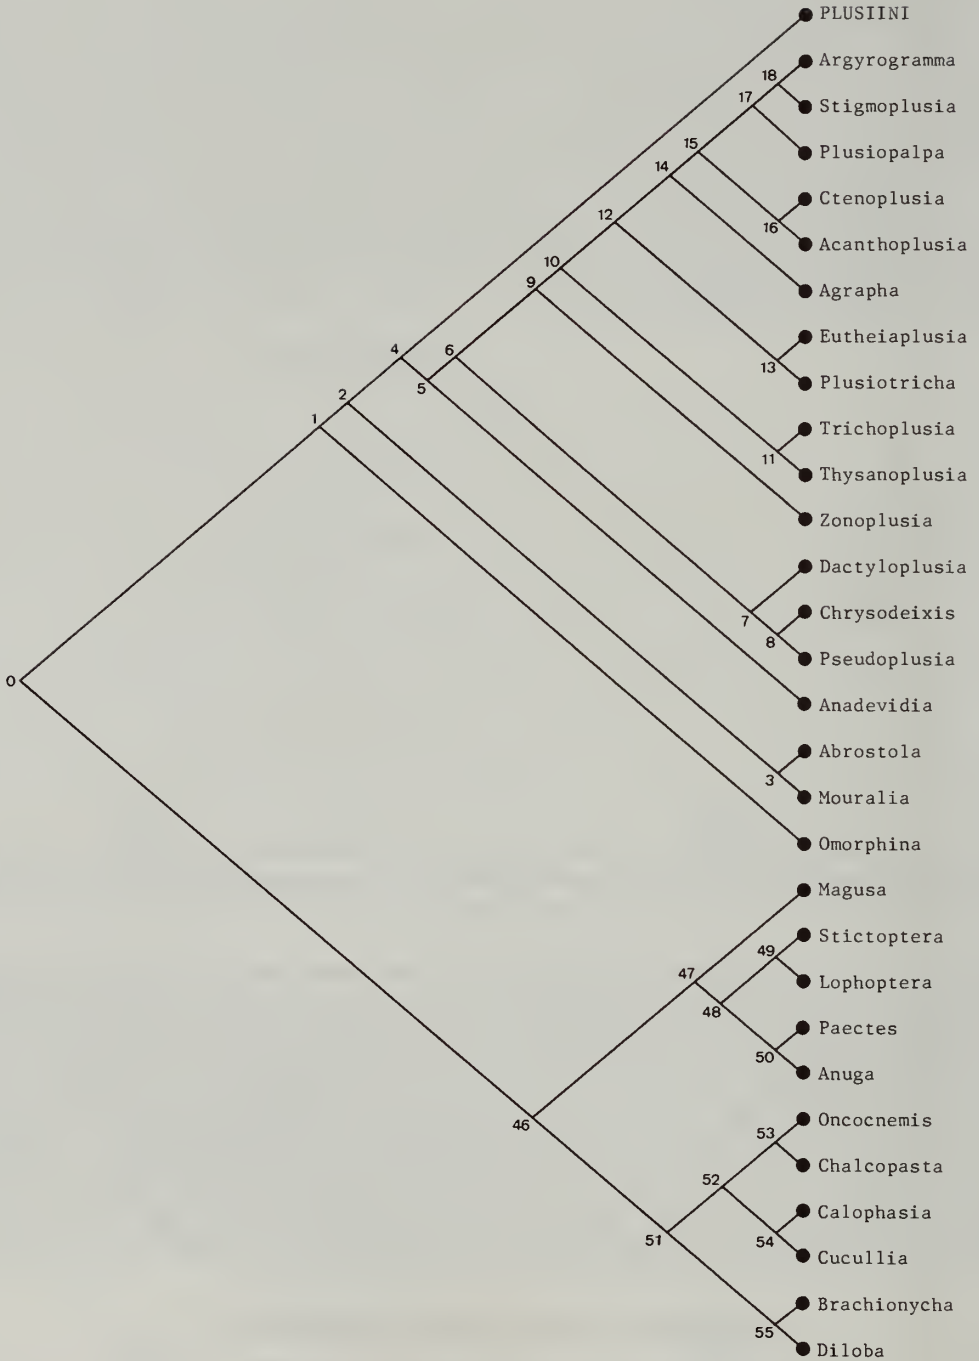 PLUSIINI
Argyrogramma
18
Stigmoplusia
17
Plusiopalpa
15
14
Ctenoplusia
16
Acanthoplusia
12
Agrapha
10
9
Eutheiaplusia
13
Plusiotricha
4
6
5
Trichoplusia
11
Thysanoplusia
2
1
Zonoplusia
Dactyloplusia
7
Chrysodeixis
8
Pseudoplusia
0
Anadevidia
Abrostola
3
Mouralia
Omorphina
Magusa
Stictoptera
49
47
Lophoptera
48
Paectes
50
Anuga
46
Oncocnemis
53
Chalcopasta
52
Calophasia
51
54
Cucullia
Brachionycha
55
Diloba